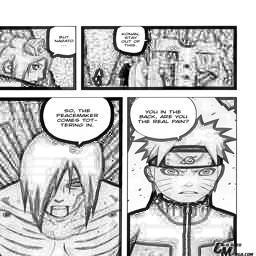 BUT
NAGATO
...
KONAN,
STAY
OUT OF
THIS.
SO, THE
PEACEMAKER
COMES TOT-
TERING IN.
YOU IN THE
BACK, ARE YOU
THE REAL PAIN?